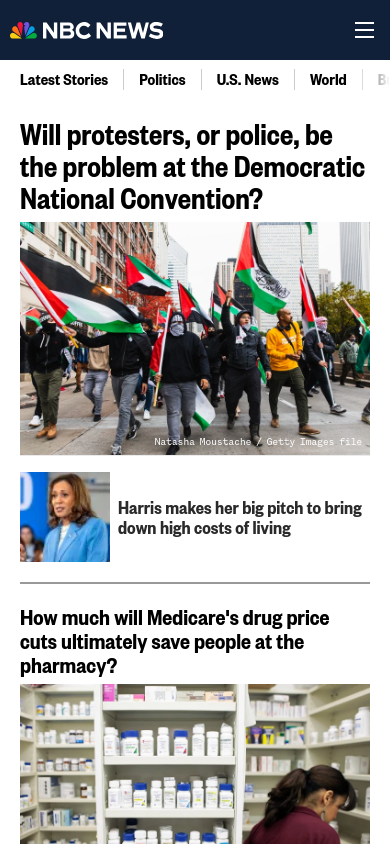 NBC NEWS
Latest Stories
Politics
U.S. News
World
Will protesters, or police, be
the problem at the Democratic
National Convention?
Natasha Moustache / Getty Images file
Harris makes her big pitch to bring
down high costs of living
How much will Medicare's drug price
cuts ultimately save people at the
pharmacy?